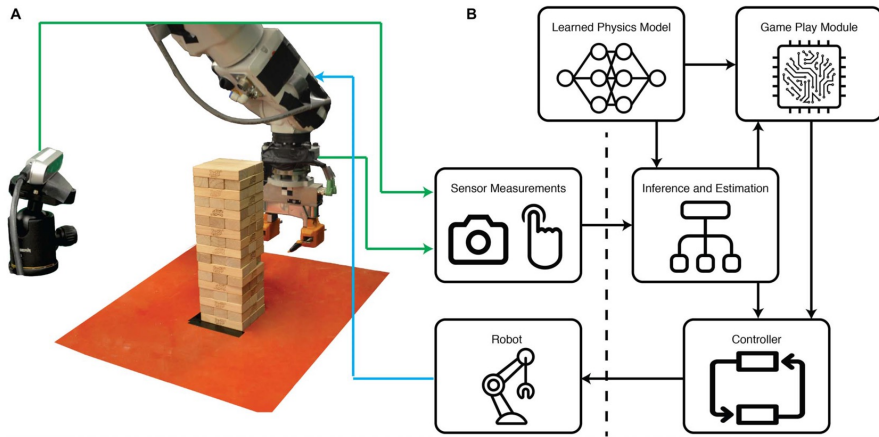 A
B
Learned Physics Model
Game Play Module
Sensor Measurements
Inference and Estimation
Robot
Controller